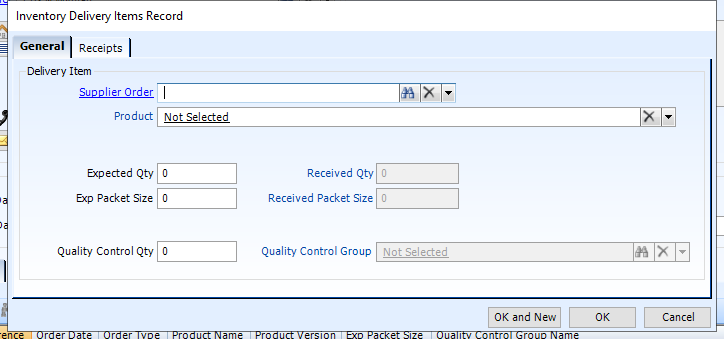 Inventory Delivery Items Record
General Receipts
Delivery Item
Supplier Order
Product Not Selected
Expected Qty 0 Received Qty 0
Exp Packet Size 0 Received Packet Size 0
Quality Control Qty 0 Quality Control Group Not Selected
OK and New OK Cancel
rence Order Date Order Type Product Name Product Version Exp Packet Size Quality Control Group Name